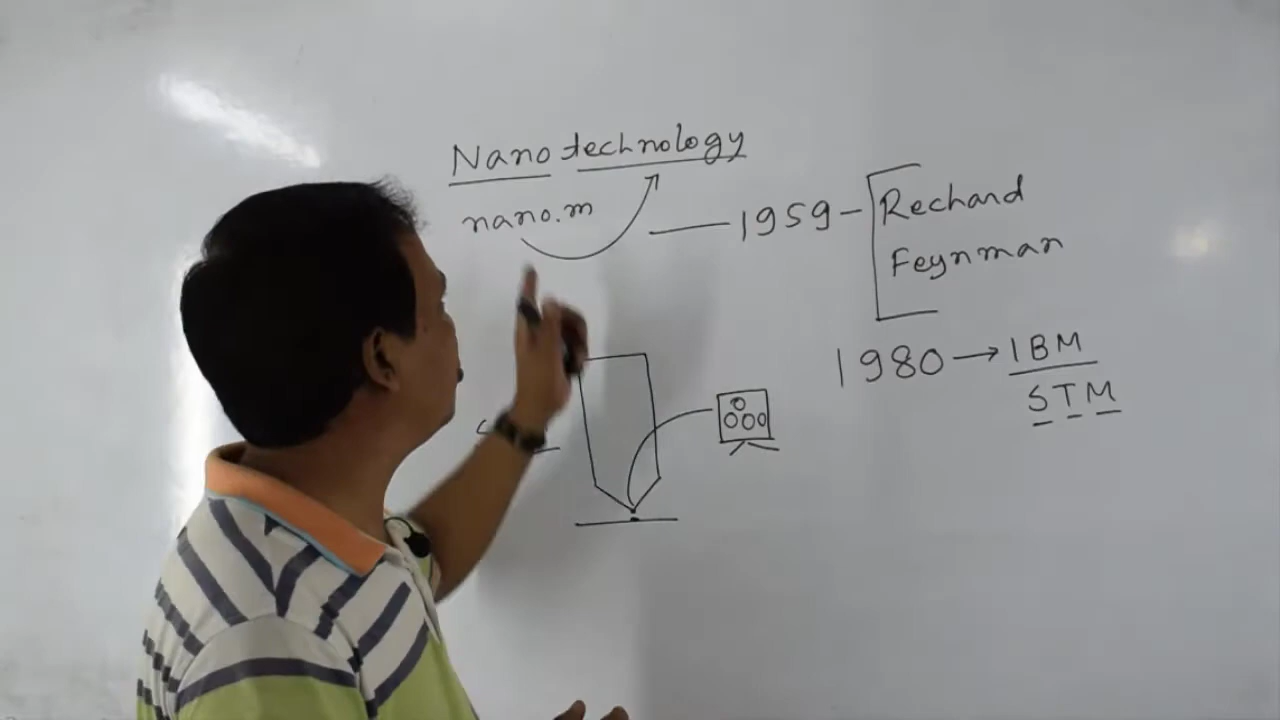 Nanotechnology
nano.m
1959 - Rechard
Feynman
1980 → IBM
STM